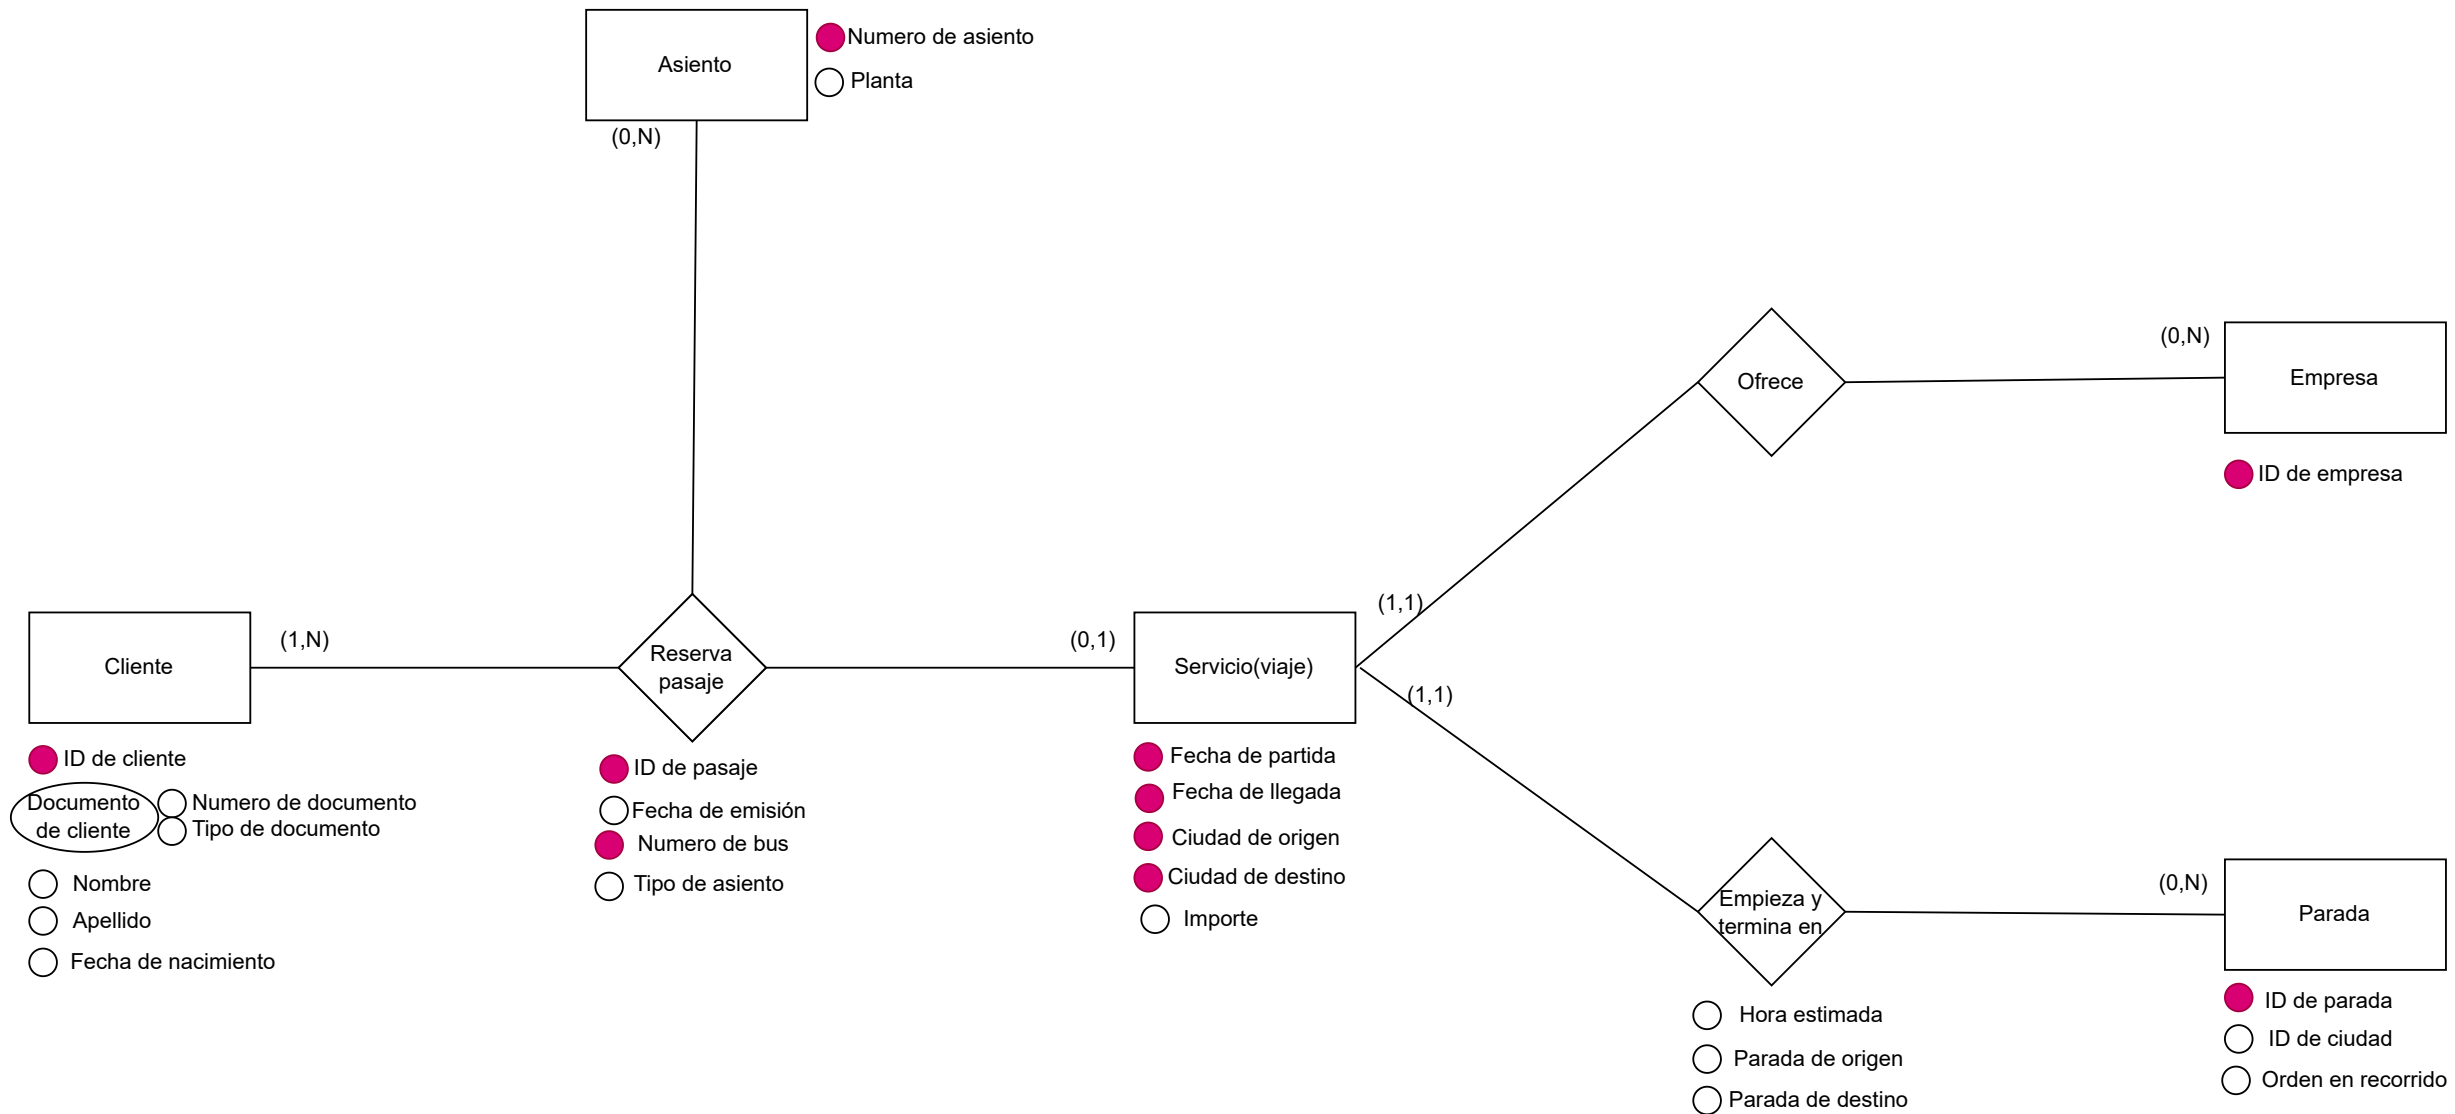 Numero de asiento
Asiento
Planta
(0,N)
(0,N)
Ofrece
Empresa
ID de empresa
(1,1)
(1,N)
Reserva
pasaje
(0,1)
Cliente
Servicio(viaje)
(1,1)
ID de cliente
ID de pasaje
Fecha de partida
Documento
de cliente
Numero de documento
Tipo de documento
Fecha de emisión
Fecha de llegada
Numero de bus
Ciudad de origen
Nombre
Tipo de asiento
Ciudad de destino
Apellido
Importe
Fecha de nacimiento
(0,N)
Empieza y
termina en
Parada
Hora estimada
ID de parada
Parada de origen
ID de ciudad
Parada de destino
Orden en recorrido